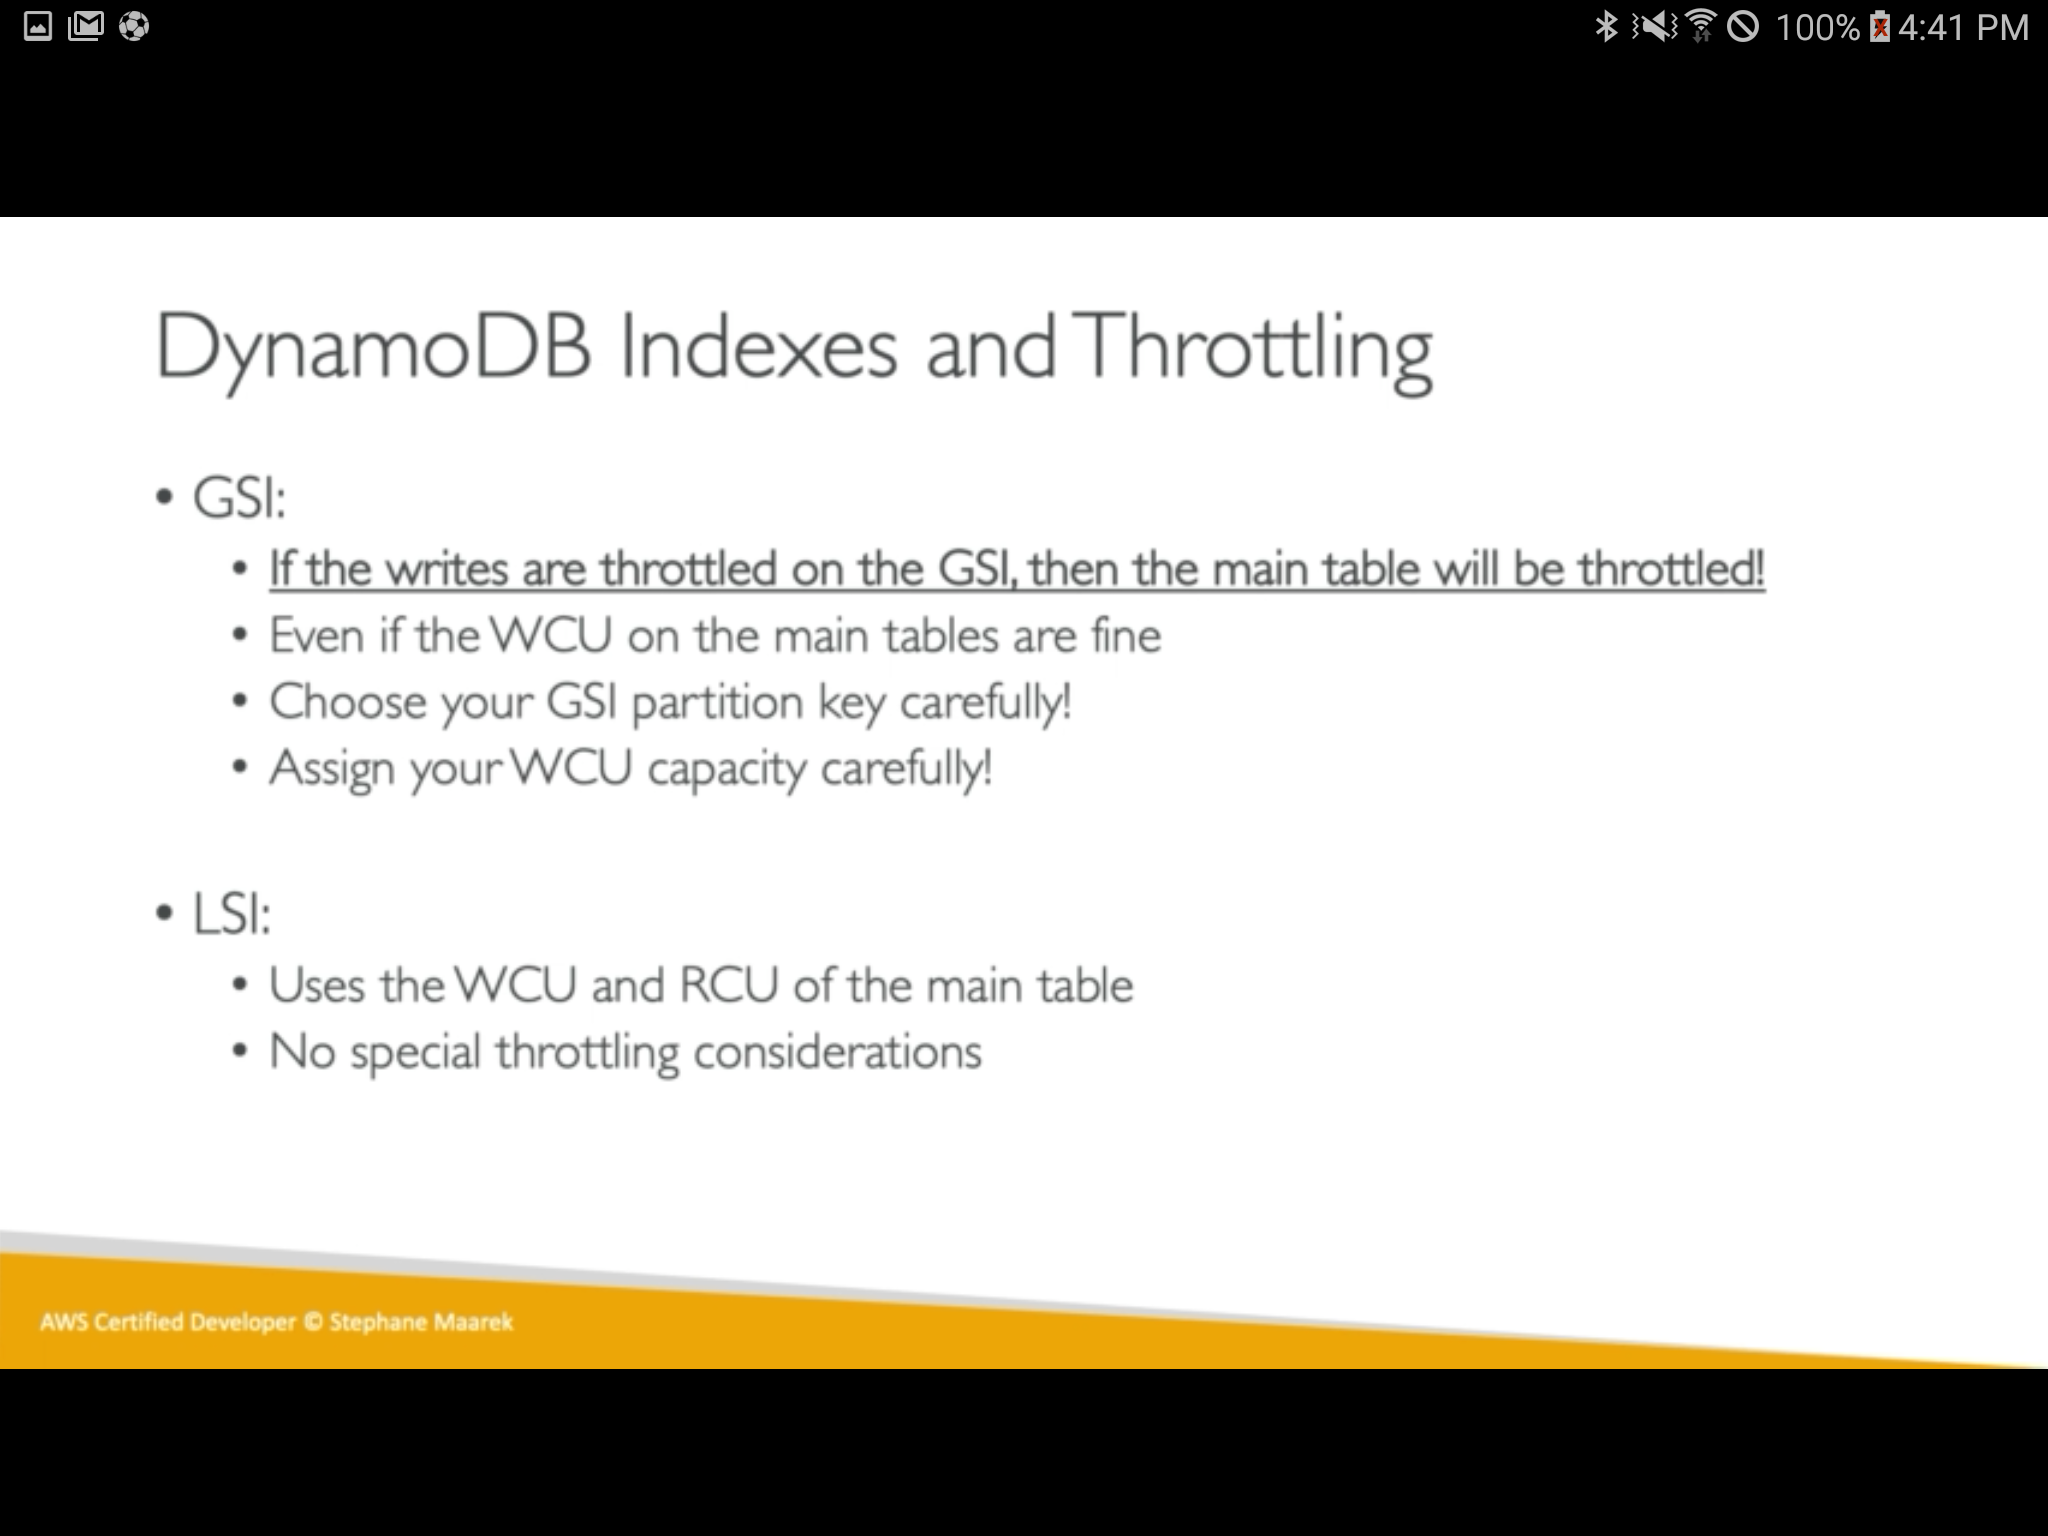 100% 4:41 PM
DynamoDB Indexes and Throttling
• GSI:
• If the writes are throttled on the GSI, then the main table will be throttled!
• Even if the WCU on the main tables are fine
• Choose your GSI partition key carefully!
• Assign your WCU capacity carefully!
• LSI:
• Uses the WCU and RCU of the main table
• No special throttling considerations
AWS Certified Developer © Stephane Maarek